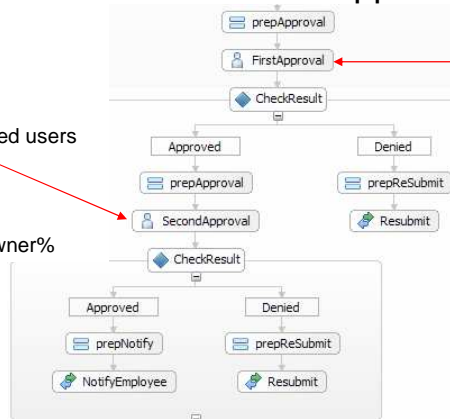 prepApproval
FirstApproval
CheckResult
ed users
Approved
Denied
prepApproval
prepReSubmit
SecondApproval
Resubmit
wner%
CheckResult
Approved
Denied
prepNotify
prepReSubmit
NotifyEmployee
Resubmit